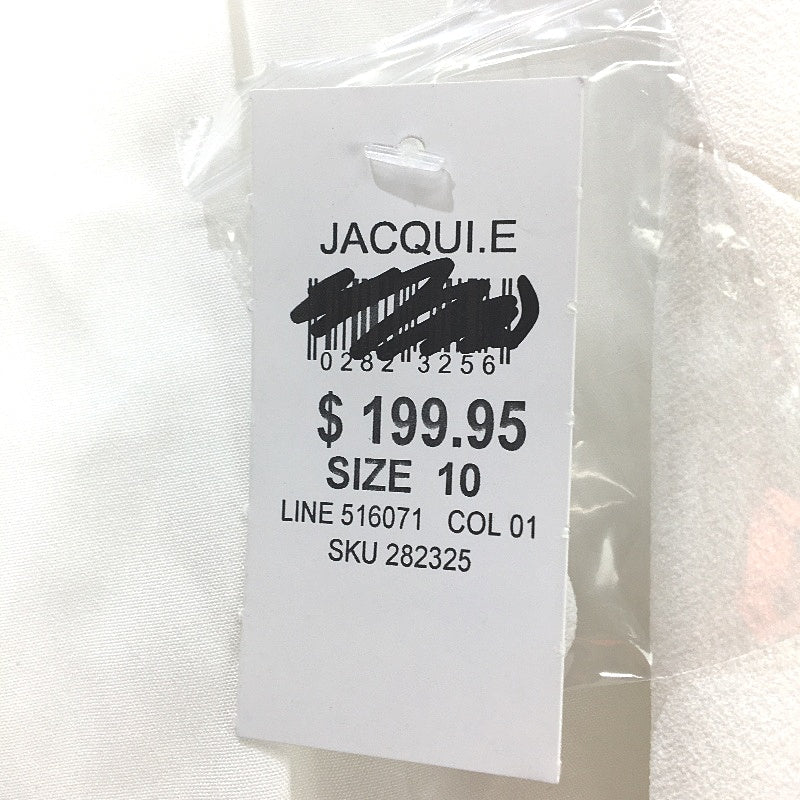 JACQUI.E
0282 3256
$ 199.95
SIZE 10
LINE 516071 COL 01
SKU 282325